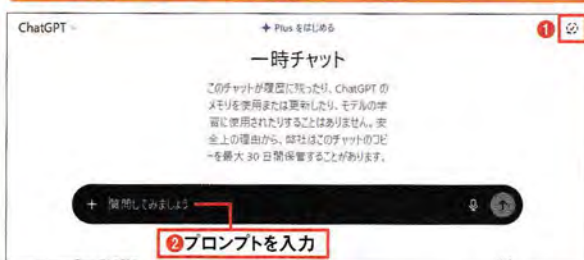 ChatGPT
Plus をはじめる
❶
一時チャット
このチャットが履歴に残ったり、ChatGPT の
メモリを使用または更新したり、モデルの学
習に使用されたりすることはありません。安
全上の理由から、弊社はこのチャットのコピ
ーを最大 30 日間保管することがあります。
+ 質問してみましょう
❷プロンプトを入力